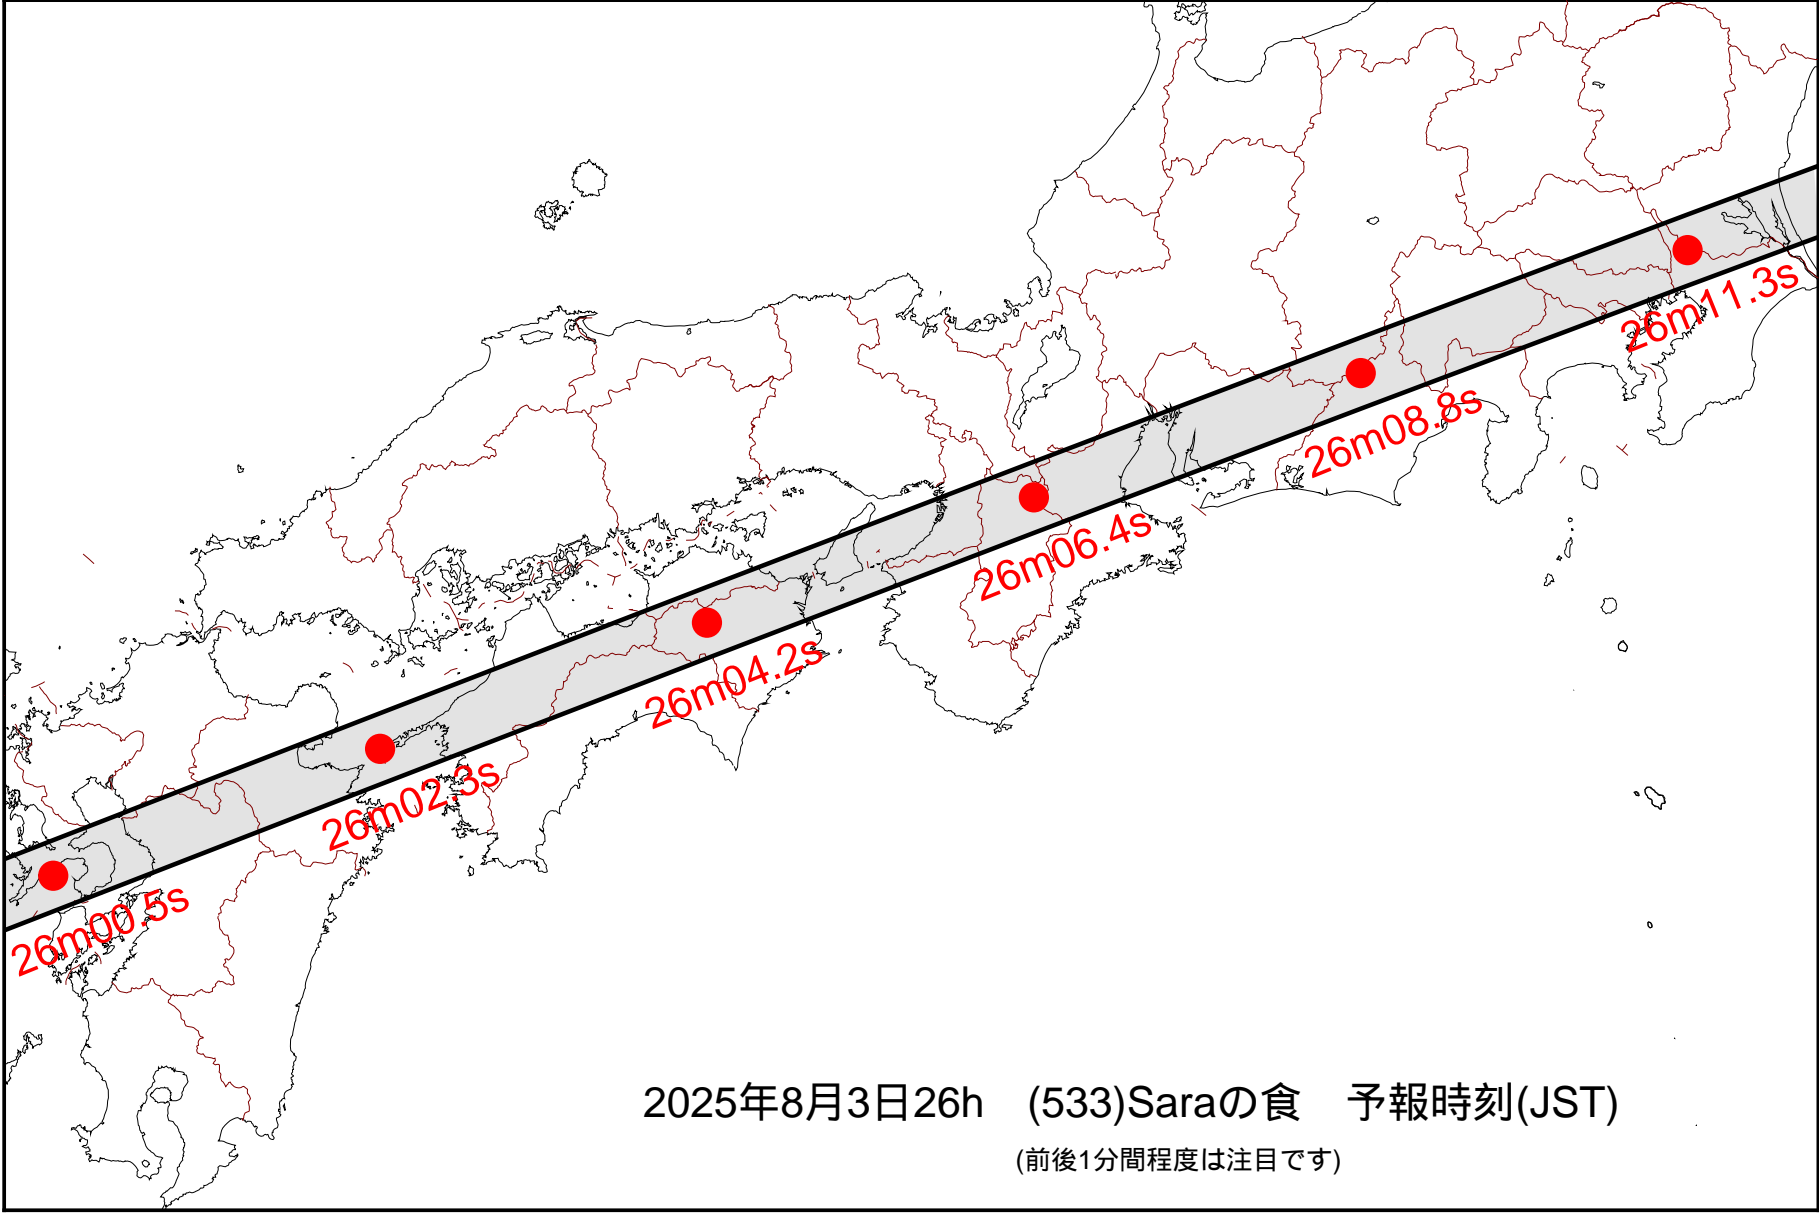 26m11.3s
26m08.8s
26m06.4s
26m04.2s
26m02.3s
26m00.5s
2025年8月3日26h　(533)Saraの食　予報時刻(JST)
(前後1分間程度は注目です)